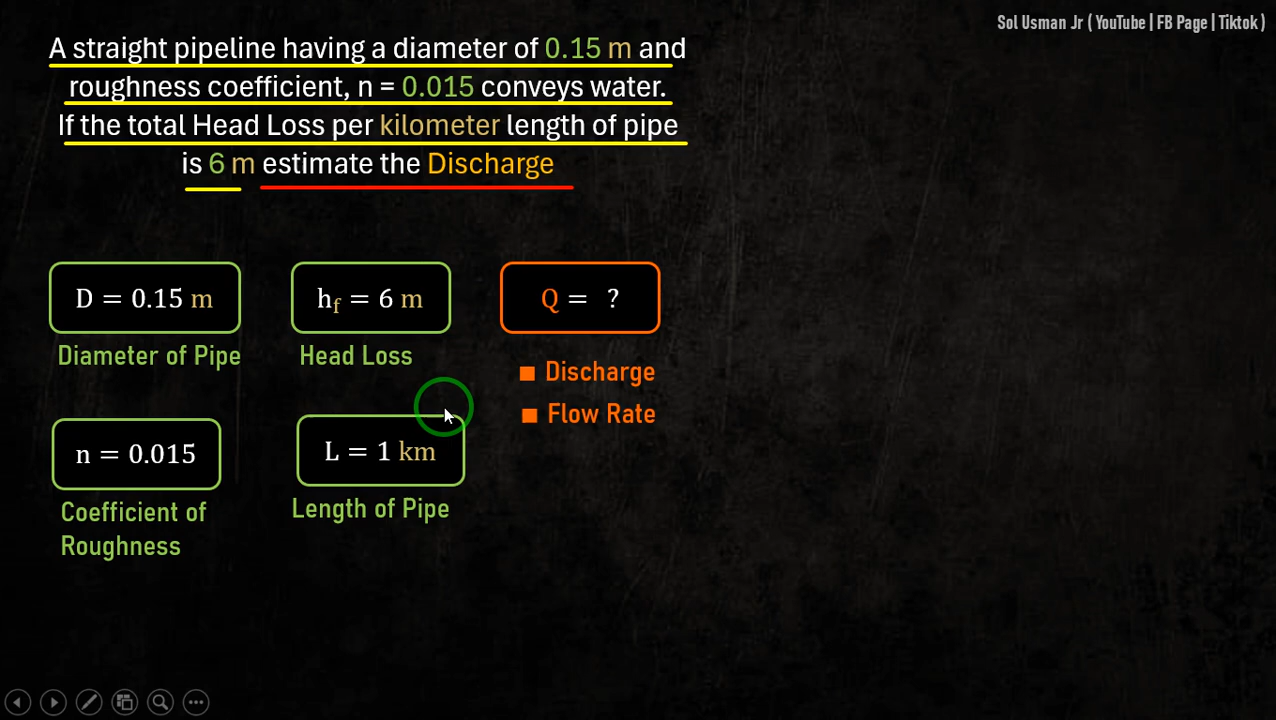 Sol Usman Jr ( YouTube | FB Page | Tiktok )
A straight pipeline having a diameter of 0.15 m and
roughness coefficient, n = 0.015 conveys water.
If the total Head Loss per kilometer length of pipe
is 6 m estimate the Discharge
D = 0.15 m
Diameter of Pipe
hf = 6 m
Head Loss
Q = ?
■ Discharge
■ Flow Rate
n = 0.015
Coefficient of
Roughness
L = 1 km
Length of Pipe